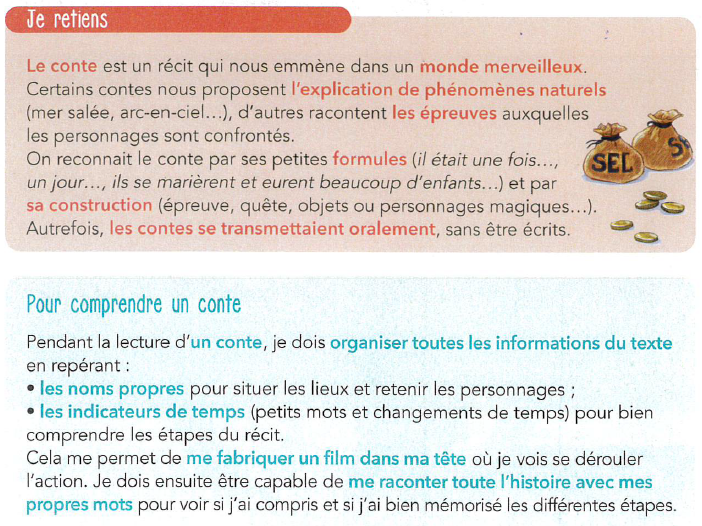 Je retiens
Le conte est un récit qui nous emmène dans un monde merveilleux.
Certains contes nous proposent l'explication de phénomènes naturels
(mer salée, arc-en-ciel…), d'autres racontent les épreuves auxquelles
les personnages sont confrontés.
On reconnait le conte par ses petites formules (il était une fois…,
un jour…, ils se marièrent et eurent beaucoup d'enfants…) et par
sa construction (épreuve, quête, objets ou personnages magiques…).
Autrefois, les contes se transmettaient oralement, sans être écrits.
SEL
SE
Pour comprendre un conte
Pendant la lecture d'un conte, je dois organiser toutes les informations du texte
en repérant :
• les noms propres pour situer les lieux et retenir les personnages ;
• les indicateurs de temps (petits mots et changements de temps) pour bien
comprendre les étapes du récit.
Cela me permet de me fabriquer un film dans ma tête où je vois se dérouler
l'action. Je dois ensuite être capable de me raconter toute l'histoire avec mes
propres mots pour voir si j'ai compris et si j'ai bien mémorisé les différentes étapes.